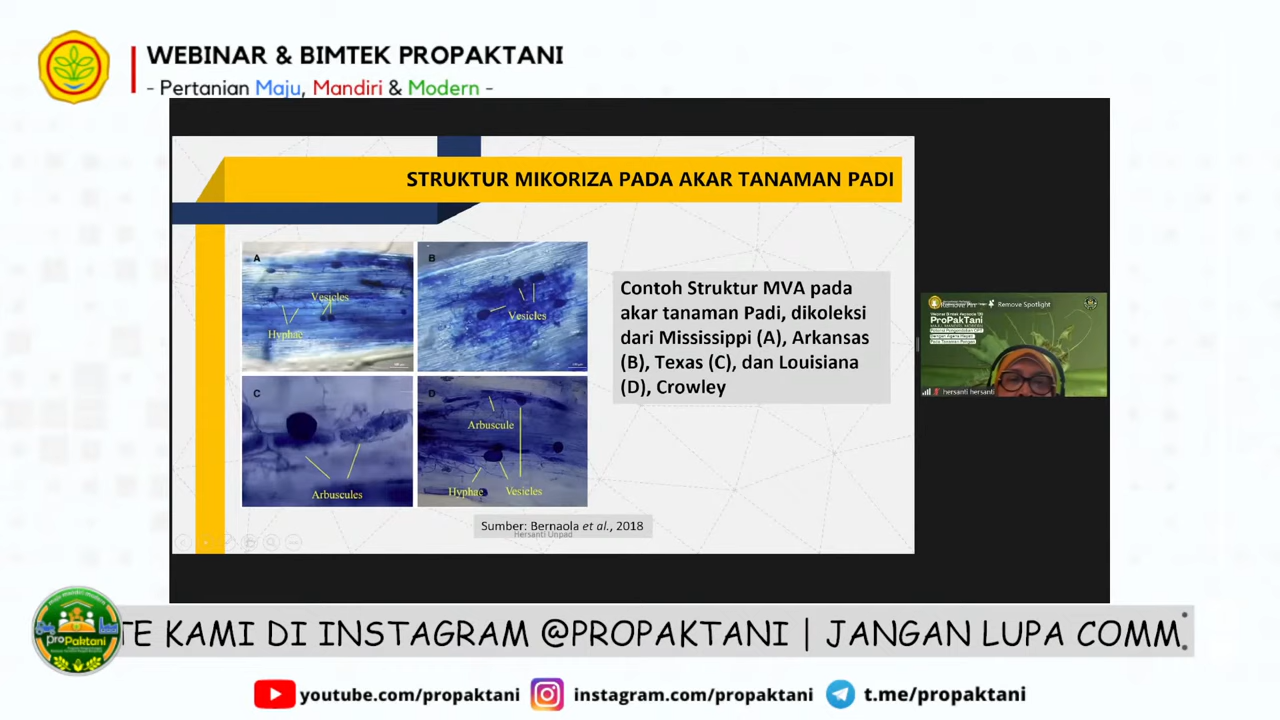 WEBINAR & BIMTEK PROPAKTANI
- Pertanian Maju, Mandiri & Modern -
STRUKTUR MIKORIZA PADA AKAR TANAMAN PADI
A
Vesicles
Hyphae
B
Vesicles
C
Arbuscules
D
Arbuscule
Hyphae
Vesicles
Contoh Struktur MVA pada
akar tanaman Padi, dikoleksi
dari Mississippi (A), Arkansas
(B), Texas (C), dan Louisiana
(D), Crowley
Sumber: Bernaola et al., 2018
Hersanti Unpad
Remove Spotlight
ProPakTani
hersanti hersanti
proPaktani
TE KAMI DI INSTAGRAM @PROPAKTANI | JANGAN LUPA COMM
youtube.com/propaktani
instagram.com/propaktani
t.me/propaktani